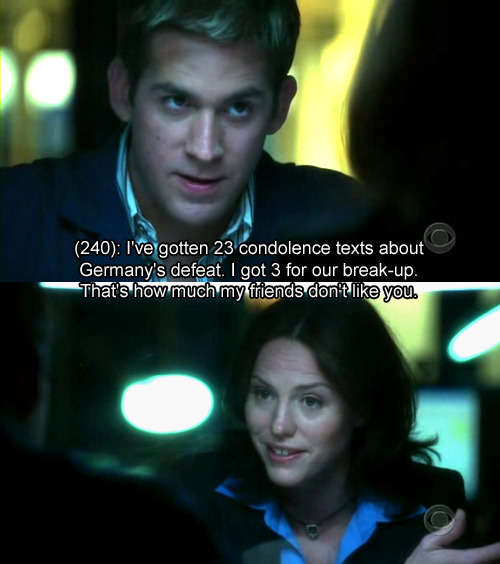 (240): I've gotten 23 condolence texts about
Germany's defeat. I got 3 for our break-up.
That's how much my friends don't like you.